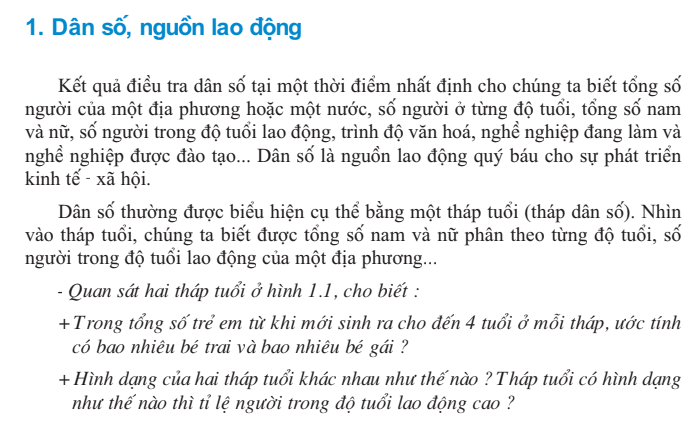 1. Dân số, nguồn lao động
Kết quả điều tra dân số tại một thời điểm nhất định cho chúng ta biết tổng số
người của một địa phương hoặc một nước, số người ở từng độ tuổi, tổng số nam
và nữ, số người trong độ tuổi lao động, trình độ văn hoá, nghề nghiệp đang làm và
nghề nghiệp được đào tạo... Dân số là nguồn lao động quý báu cho sự phát triển
kinh tế - xã hội.
Dân số thường được biểu hiện cụ thể bằng một tháp tuổi (tháp dân số). Nhìn
vào tháp tuổi, chúng ta biết được tổng số nam và nữ phân theo từng độ tuổi, số
người trong độ tuổi lao động của một địa phương...
- Quan sát hai tháp tuổi ở hình 1.1, cho biết :
+ Trong tổng số trẻ em từ khi mới sinh ra cho đến 4 tuổi ở mỗi tháp, ước tính
có bao nhiêu bé trai và bao nhiêu bé gái ?
+ Hình dạng của hai tháp tuổi khác nhau như thế nào ? Tháp tuổi có hình dạng
như thế nào thì tỉ lệ người trong độ tuổi lao động cao ?